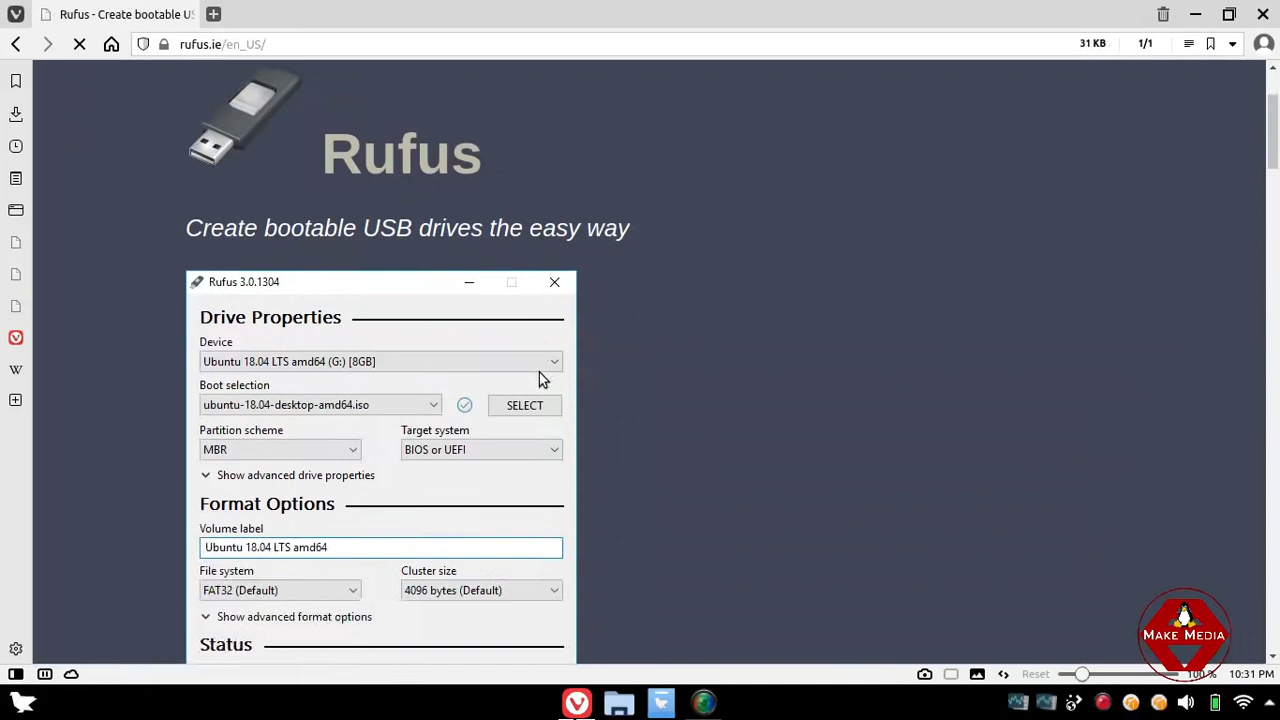 Rufus - Create bootable US
rufus.ie/en_US/
31 KB
1/1
Rufus
Create bootable USB drives the easy way
Rufus 3.0.1304
Drive Properties
Device
Ubuntu 18.04 LTS amd64 (G:) [8GB]
Boot selection
ubuntu-18.04-desktop-amd64.iso
SELECT
Partition scheme
Target system
MBR
BIOS or UEFI
Show advanced drive properties
Format Options
Volume label
Ubuntu 18.04 LTS amd64
File system
Cluster size
FAT32 (Default)
4096 bytes (Default)
Show advanced format options
Status
MAKE MEDIA
Reset
100 %
10:31 PM